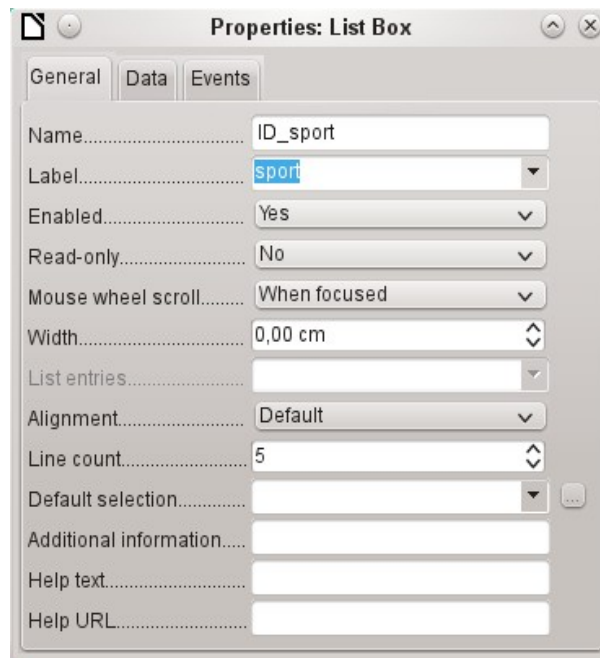 Properties: List Box
General Data Events
Name............................. ID_sport
Label............................. sport
Enabled......................... Yes
Read-only...................... No
Mouse wheel scroll......... When focused
Width............................. 0,00 cm
List entries.....................
Alignment....................... Default
Line count...................... 5
Default selection.............
...
Additional information.....
Help text........................
Help URL.......................